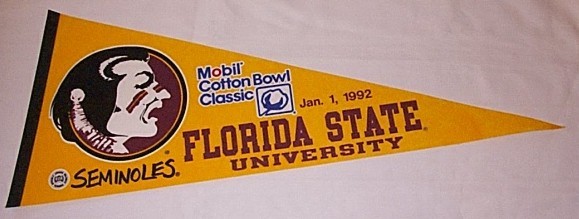 Mobil®
Cotton Bowl
Classic
Jan. 1, 1992
FLORIDA STATE®
UNIVERSITY
SEMINOLES®